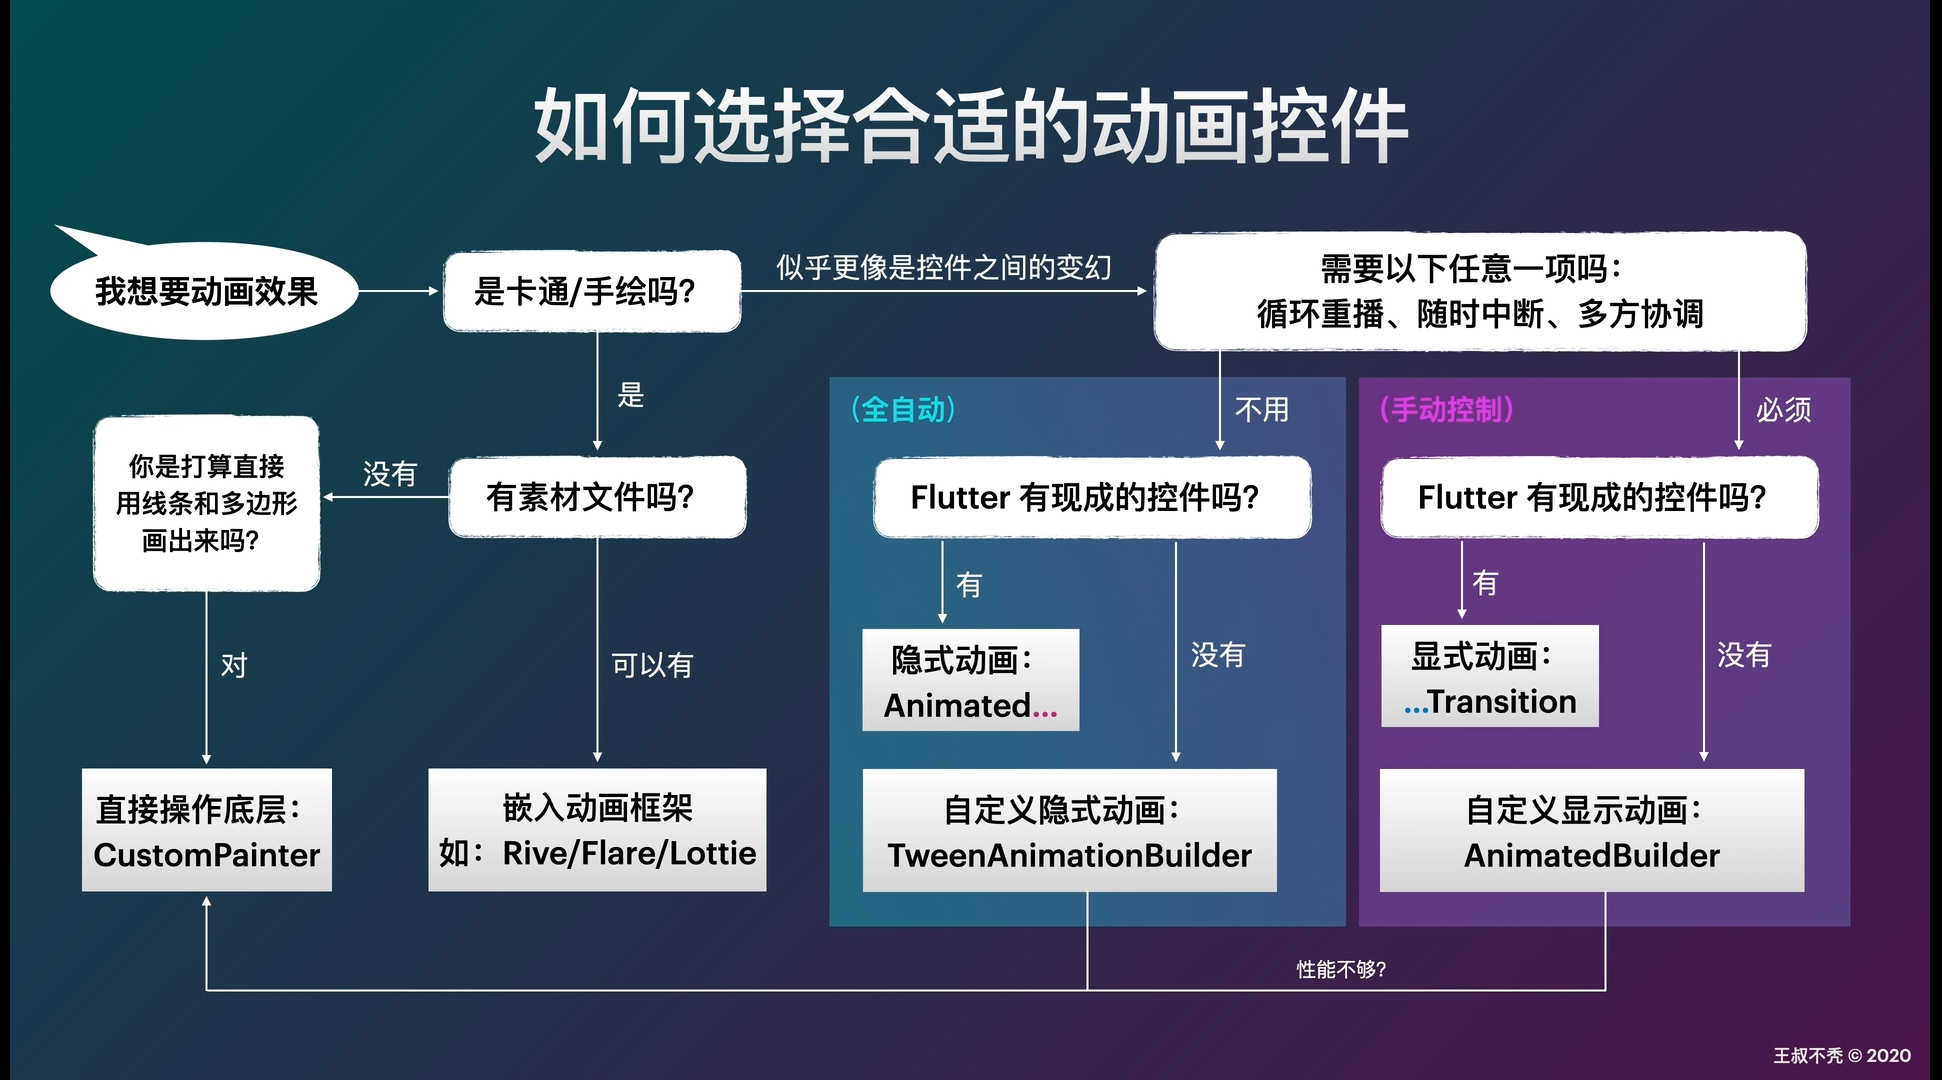 如何选择合适的动画控件
我想要动画效果
是卡通/手绘吗?
似乎更像是控件之间的变幻
需要以下任意一项吗：
循环重播、随时中断、多方协调
是
(全自动)
不用
(手动控制)
必须
你是打算直接
用线条和多边形
画出来吗?
没有
有素材文件吗?
Flutter 有现成的控件吗?
Flutter 有现成的控件吗?
对
可以有
有
没有
有
没有
隐式动画：
Animated...
显式动画：
...Transition
直接操作底层：
CustomPainter
嵌入动画框架
如：Rive/Flare/Lottie
自定义隐式动画：
TweenAnimationBuilder
自定义显示动画：
AnimatedBuilder
性能不够?
王叔不秃 © 2020